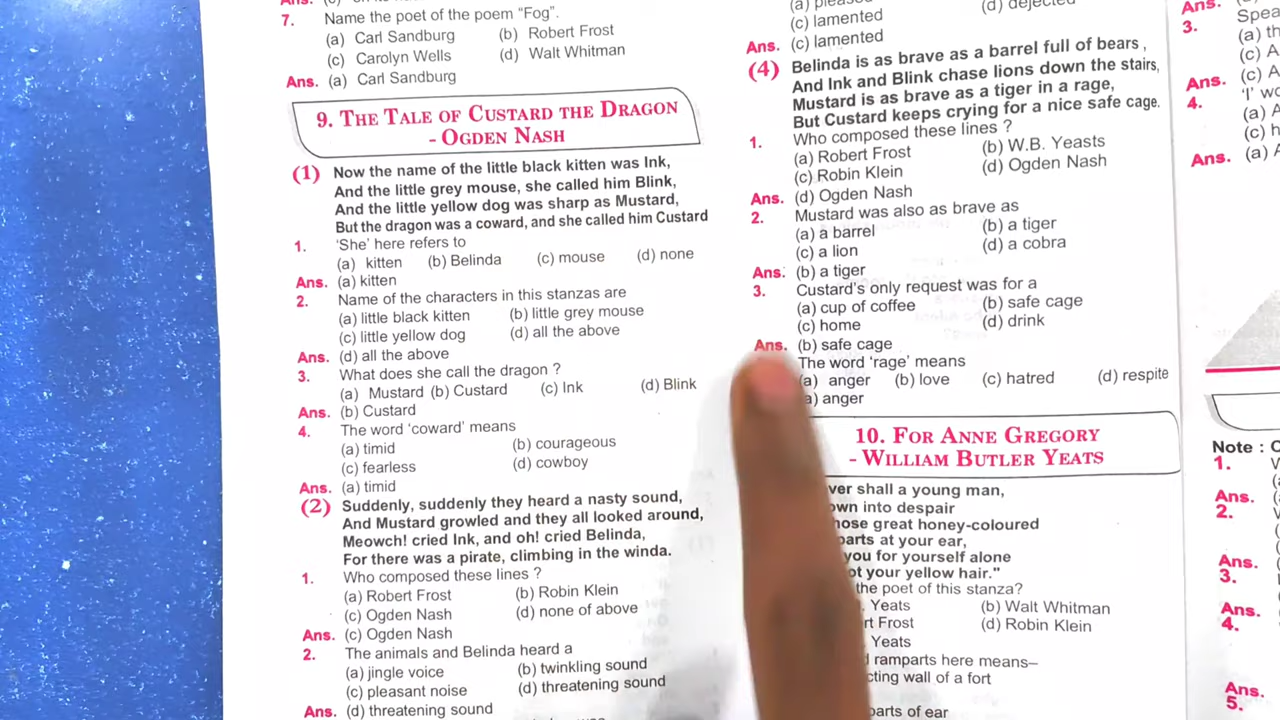 7. Name the poet of the poem "Fog".
(a) Carl Sandburg (b) Robert Frost
(c) Carolyn Wells (d) Walt Whitman
Ans. (a) Carl Sandburg
9. THE TALE OF CUSTARD THE DRAGON
- OGDEN NASH
(1) Now the name of the little black kitten was Ink,
And the little grey mouse, she called him Blink,
And the little yellow dog was sharp as Mustard,
But the dragon was a coward, and she called him Custard
1. 'She' here refers to
(a) kitten (b) Belinda (c) mouse (d) none
Ans. (a) kitten
2. Name of the characters in this stanzas are
(a) little black kitten (b) little grey mouse
(c) little yellow dog (d) all the above
Ans. (d) all the above
3. What does she call the dragon ?
(a) Mustard (b) Custard (c) Ink (d) Blink
Ans. (b) Custard
4. The word 'coward' means
(a) timid (b) courageous
(c) fearless (d) cowboy
Ans. (a) timid
(2) Suddenly, suddenly they heard a nasty sound,
And Mustard growled and they all looked around,
Meowch! cried Ink, and oh! cried Belinda,
For there was a pirate, climbing in the winda.
1. Who composed these lines ?
(a) Robert Frost (b) Robin Klein
(c) Ogden Nash (d) none of above
Ans. (c) Ogden Nash
2. The animals and Belinda heard a
(a) jingle voice (b) twinkling sound
(c) pleasant noise (d) threatening sound
Ans. (d) threatening sound
(a) pleased
(c) lamented (d) dejected
Ans. (c) lamented
(4) Belinda is as brave as a barrel full of bears ,
And Ink and Blink chase lions down the stairs,
Mustard is as brave as a tiger in a rage,
But Custard keeps crying for a nice safe cage.
1. Who composed these lines ?
(a) Robert Frost (b) W.B. Yeasts
(c) Robin Klein (d) Ogden Nash
Ans. (d) Ogden Nash
2. Mustard was also as brave as
(a) a barrel (b) a tiger
(c) a lion (d) a cobra
Ans. (b) a tiger
3. Custard's only request was for a
(a) cup of coffee (b) safe cage
(c) home (d) drink
Ans. (b) safe cage
The word 'rage' means
(a) anger (b) love (c) hatred (d) respite
a) anger
10. FOR ANNE GREGORY
- WILLIAM BUTLER YEATS
ver shall a young man,
own into despair
hose great honey-coloured
parts at your ear,
you for yourself alone
ot your yellow hair."
the poet of this stanza?
Yeats (b) Walt Whitman
rt Frost (d) Robin Klein
Yeats
ramparts here means–
cting wall of a fort
parts of ear
Ans.
3. Spea
(a) th
(c) A
Ans. (c) A
4. 'I' wo
(a) A
(c) h
Ans. (a) A
Note : C
1.
Ans.
2.
Ans.
3.
Ans.
4.
Ans.
5.